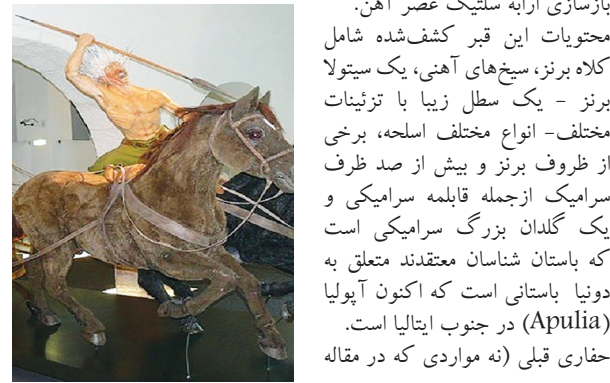 بازسازی ارابه سلتیک عصر آهن.
محتویات این قبر کشف‌شده شامل
کلاه برنز، سیخ‌های آهنی، یک سیتولا
برنز - یک سطل زیبا با تزئینات
مختلف- انواع مختلف اسلحه، برخی
از ظروف برنز و بیش از صد ظرف
سرامیک ازجمله قابلمه سرامیکی و
یک گلدان بزرگ سرامیکی است
که باستان شناسان معتقدند متعلق به
دونیا باستانی است که اکنون آپولیا
(Apulia) در جنوب ایتالیا است.
حفاری قبلی (نه مواردی که در مقاله